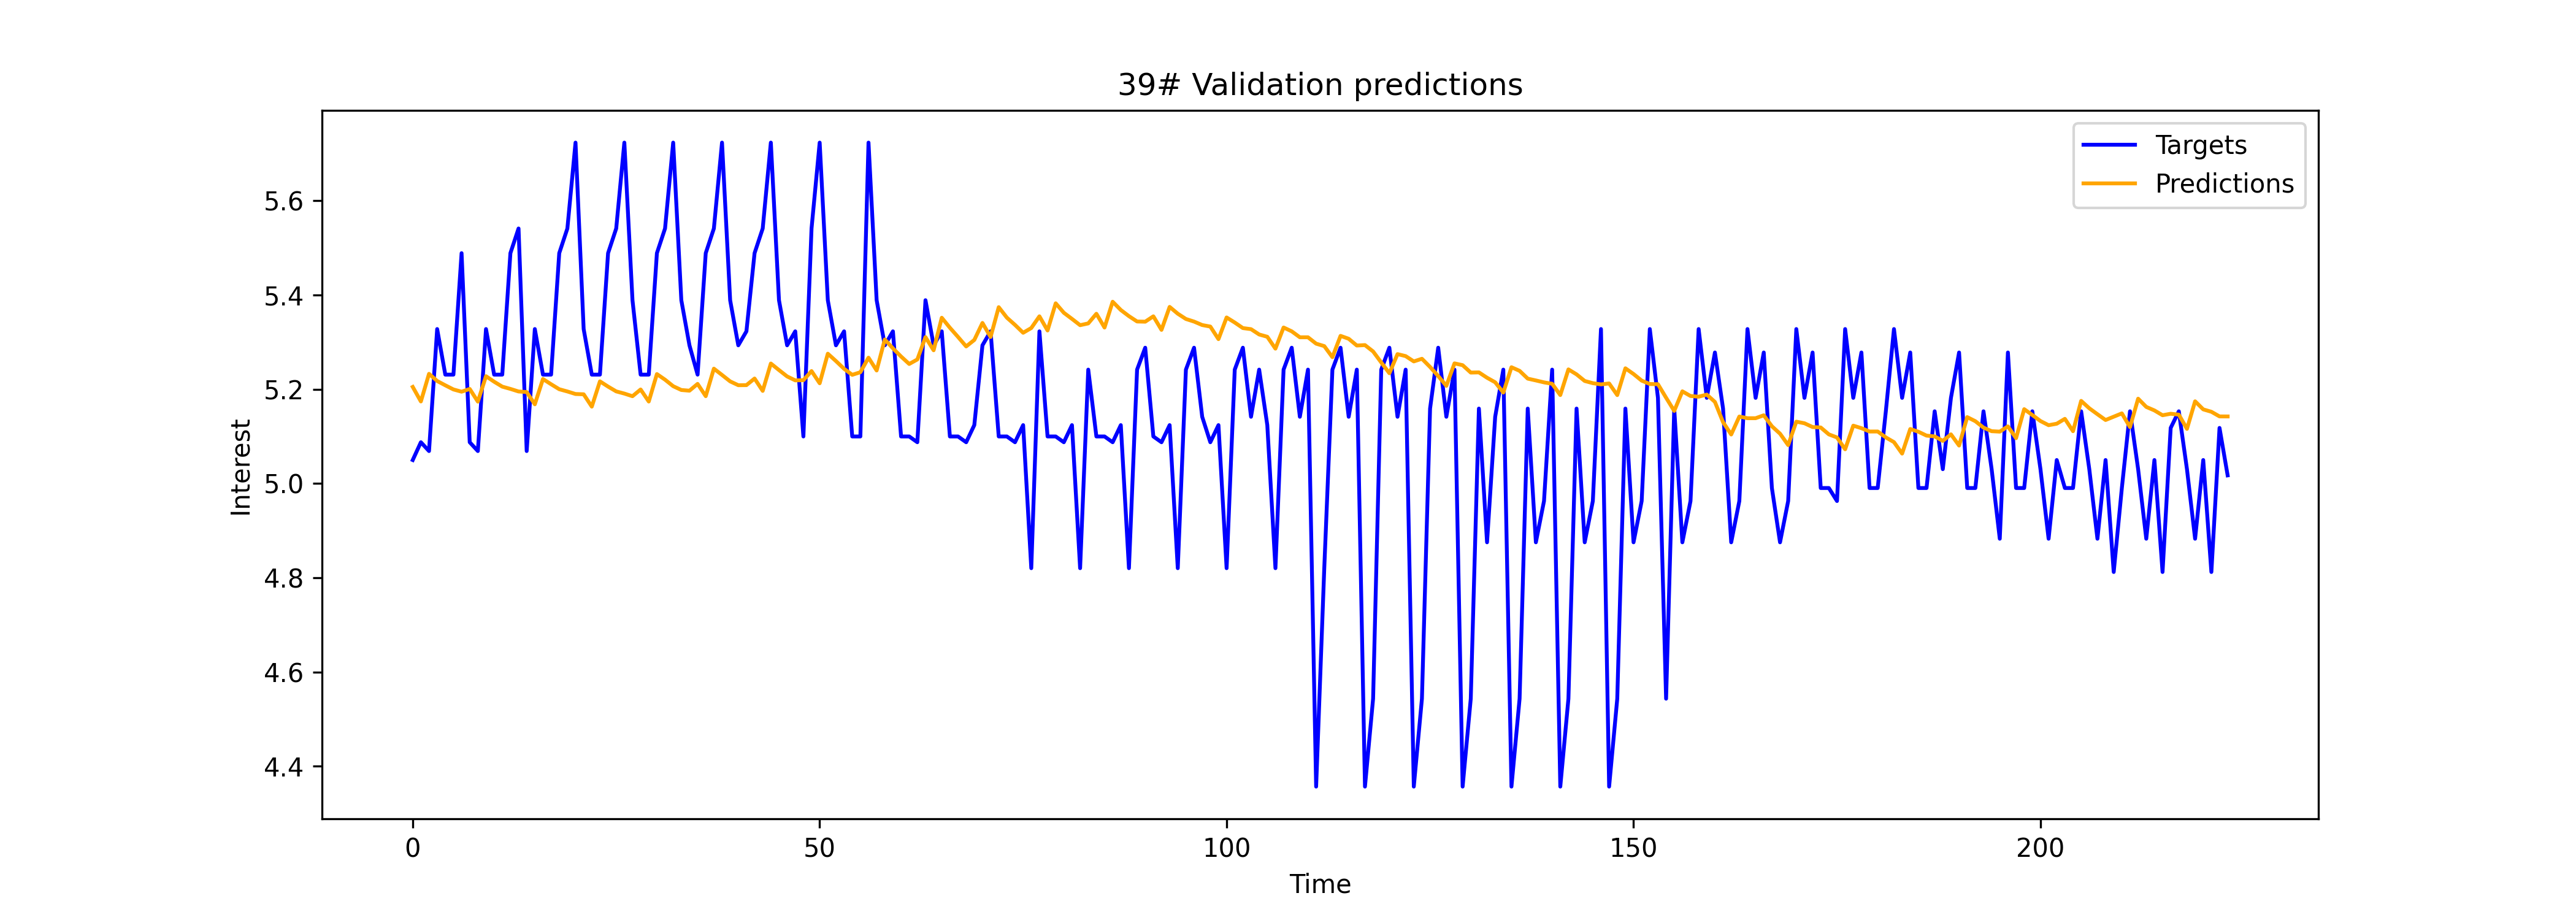 39# Validation predictions
Targets
Predictions
Interest
5.6
5.4
5.2
5.0
4.8
4.6
4.4
0 50 100 150 200
Time